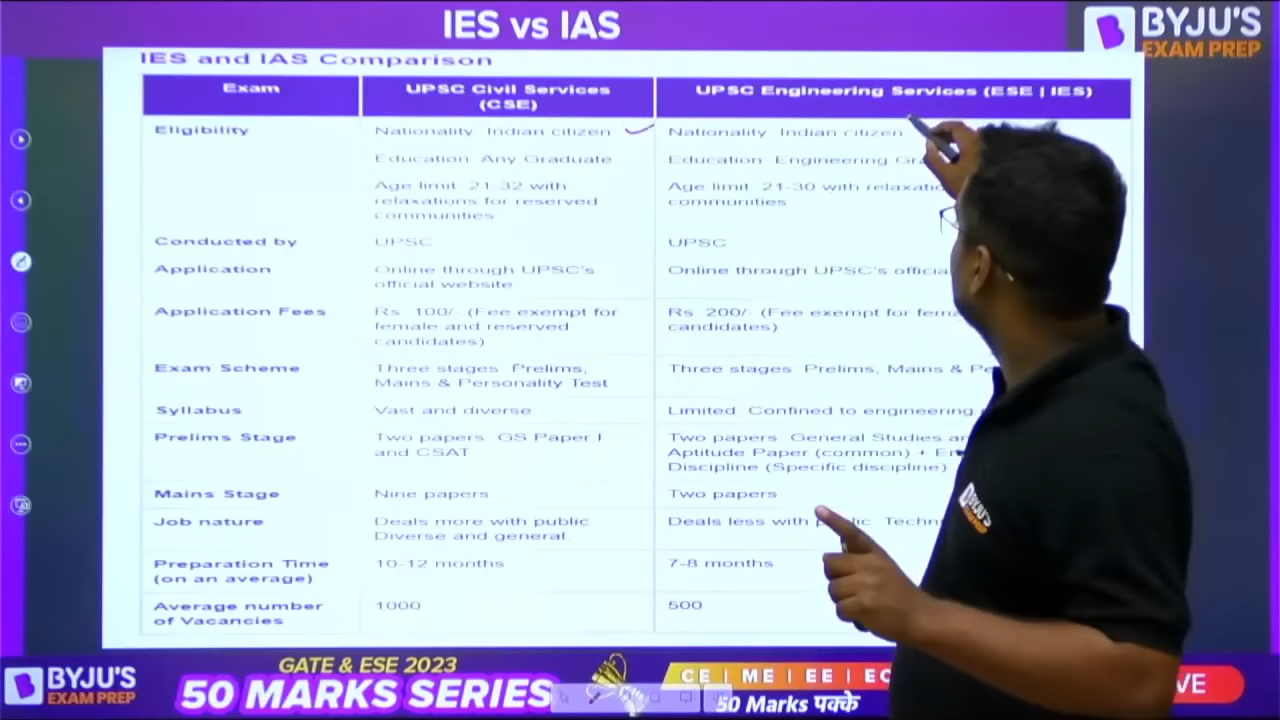 IES vs IAS
BYJU'S
EXAM PREP
IES and IAS Comparison
Exam
UPSC Civil Services
(CSE)
UPSC Engineering Services (ESE | IES)
Eligibility
Nationality Indian citizen
Nationality Indian citizen
Education Any Graduate
Education Engineering
Age limit 21-32 with
relaxations for reserved
communities
Age limit 21-30 with
communities
Conducted by
UPSC
UPSC
Application
Online through UPSC's
official website
Online through UPSC's
Application Fees
Rs 100/- (Fee exempt for
female and reserved
candidates)
Rs 200/- (Fee exempt for
candidates)
Exam Scheme
Three stages Prelims,
Mains & Personality Test
Three stages Prelims, Mains &
Syllabus
Vast and diverse
Limited Confined to engineering
Prelims Stage
Two papers GS Paper I
and CSAT
Two papers General Studies
Aptitude Paper (common) +
Discipline (Specific discipline)
Mains Stage
Nine papers
Two papers
Job nature
Deals more with public
Diverse and general.
Deals less with
Preparation Time
(on an average)
10-12 months
7-8 months
Average number
of Vacancies
1000
500
BYJU'S
EXAM PREP
BYJU'S
EXAM PREP
GATE & ESE 2023
50 MARKS SERIES
CE | ME | EE | EC
50 Marks पक्के